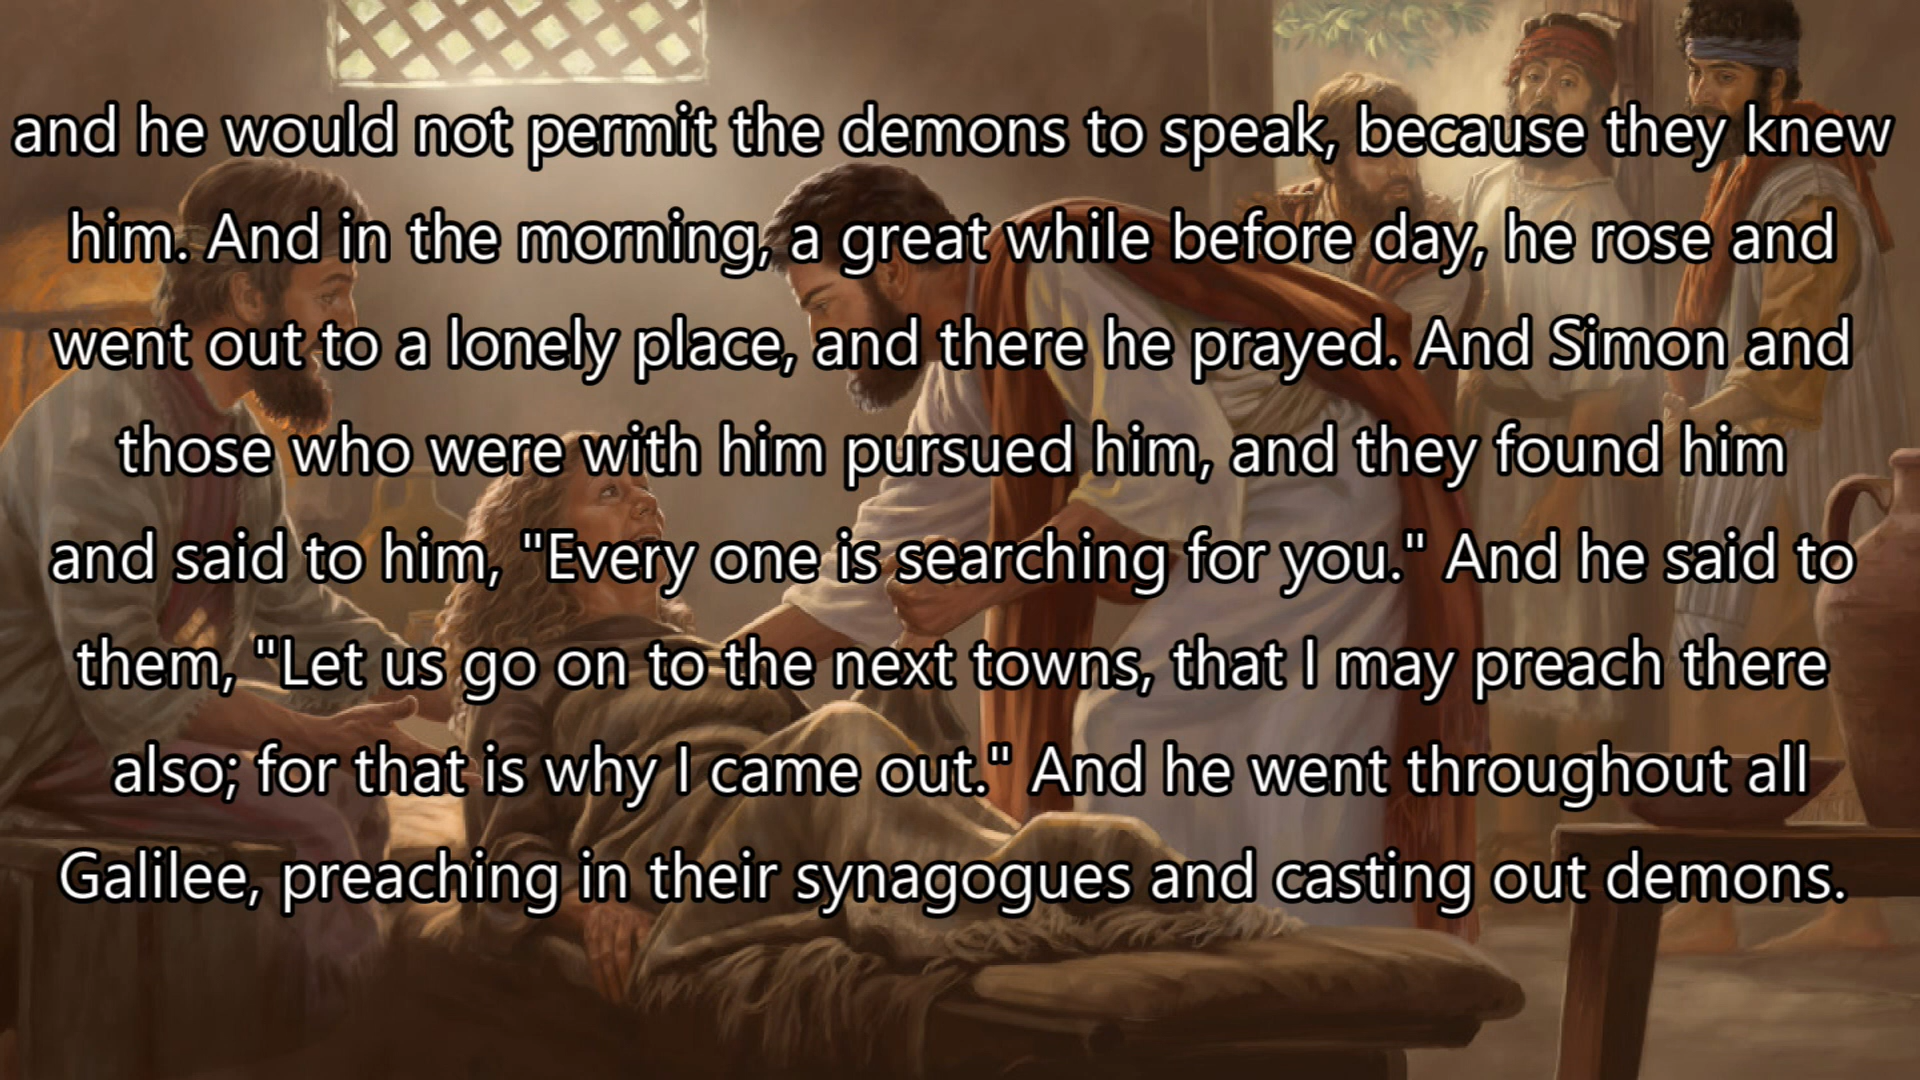 and he would not permit the demons to speak, because they knew
him. And in the morning, a great while before day, he rose and
went out to a lonely place, and there he prayed. And Simon and
those who were with him pursued him, and they found him
and said to him, "Every one is searching for you." And he said to
them, "Let us go on to the next towns, that I may preach there
also; for that is why I came out." And he went throughout all
Galilee, preaching in their synagogues and casting out demons.